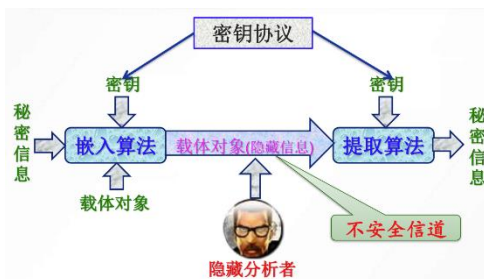 密钥协议
密钥
密钥
秘密信息
嵌入算法
载体对象(隐藏信息)
提取算法
秘密信息
载体对象
不安全信道
隐藏分析者